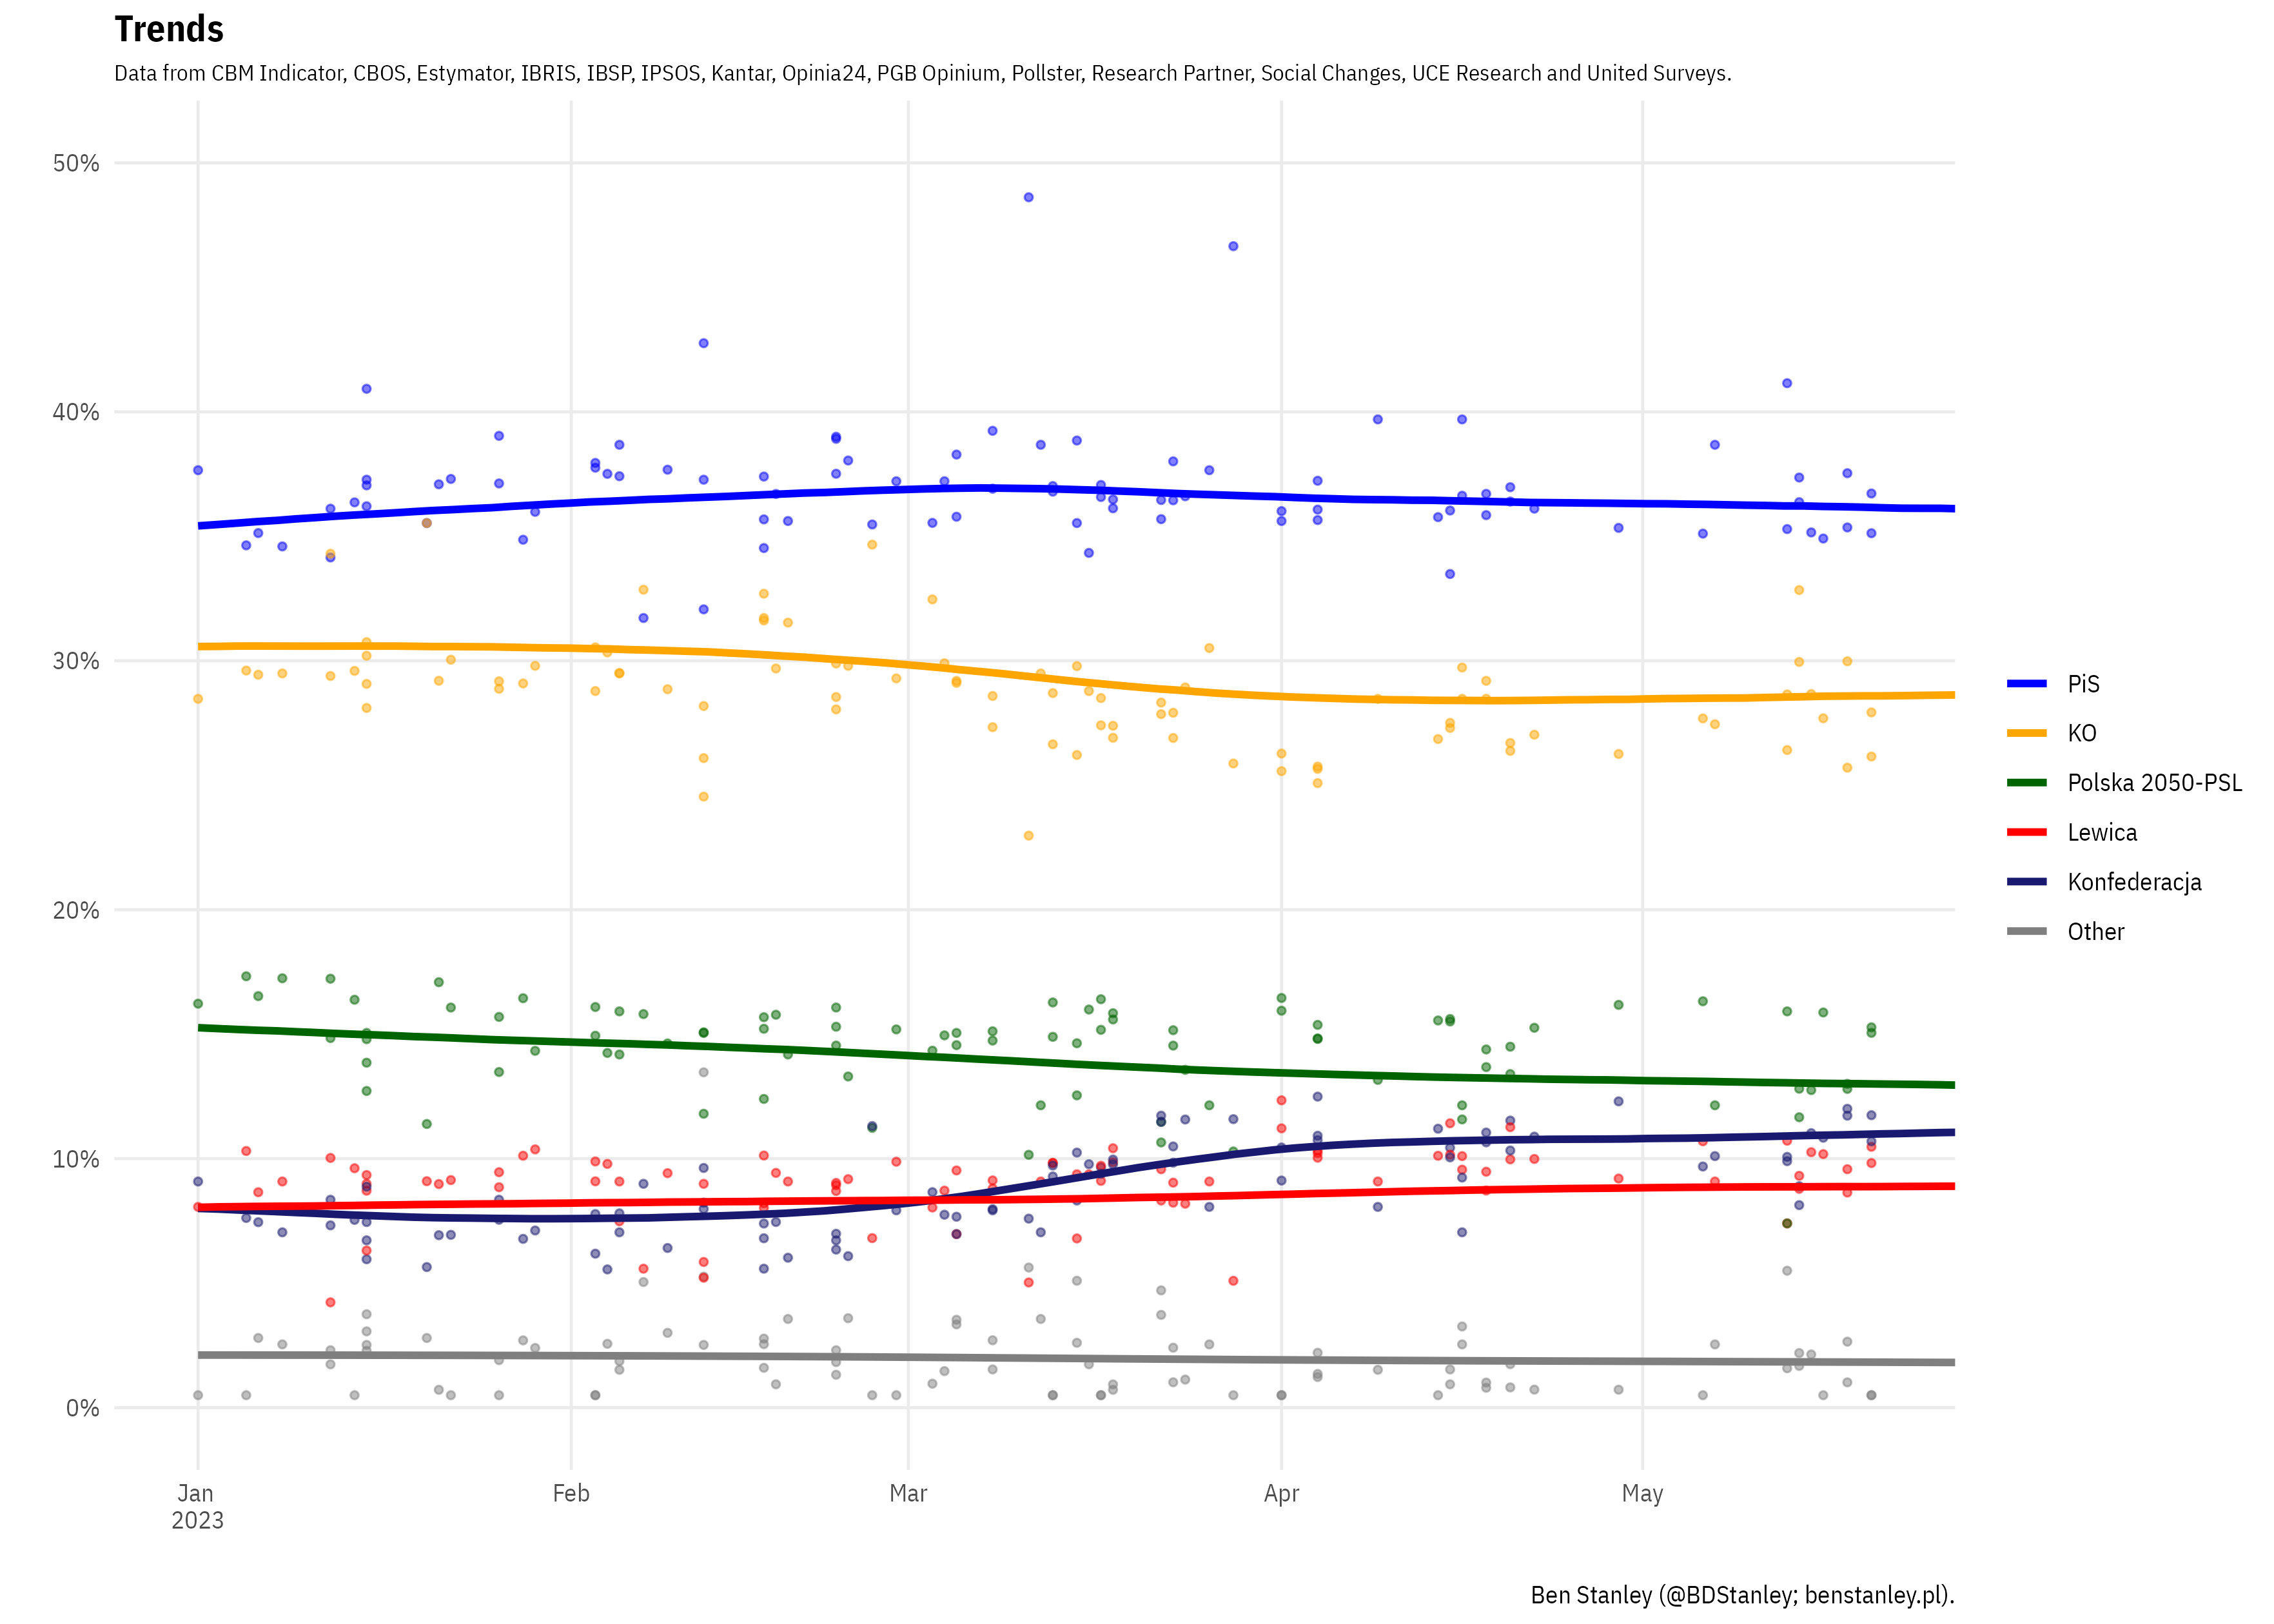 Trends
Data from CBM Indicator, CBOS, Estymator, IBRIS, IBSP, IPSOS, Kantar, Opinia24, PGB Opinium, Pollster, Research Partner, Social Changes, UCE Research and United Surveys.
50%
40%
30%
20%
10%
0%
Jan
2023
Feb
Mar
Apr
May
PiS
KO
Polska 2050-PSL
Lewica
Konfederacja
Other
Ben Stanley (@BDStanley; benstanley.pl).